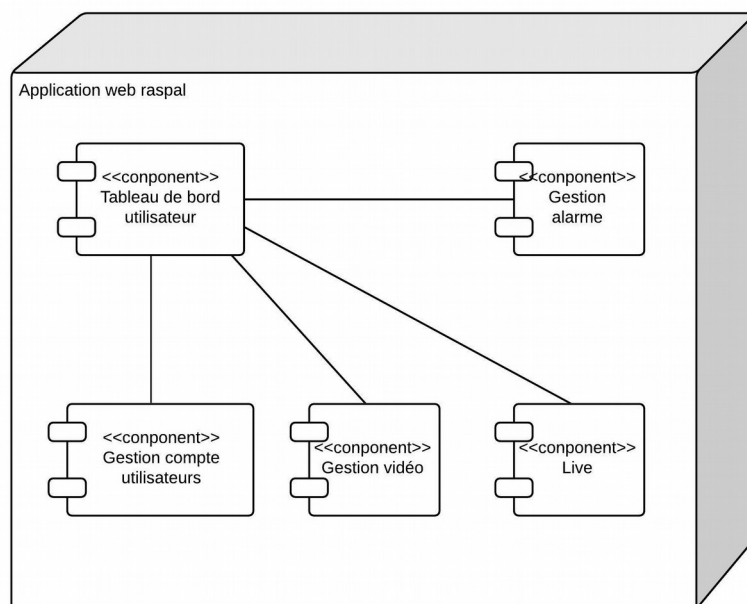 Application web raspal
<<conponent>>
Tableau de bord
utilisateur
<<conponent>>
Gestion
alarme
<<conponent>>
Gestion compte
utilisateurs
<<conponent>>
Gestion vidéo
<<conponent>>
Live